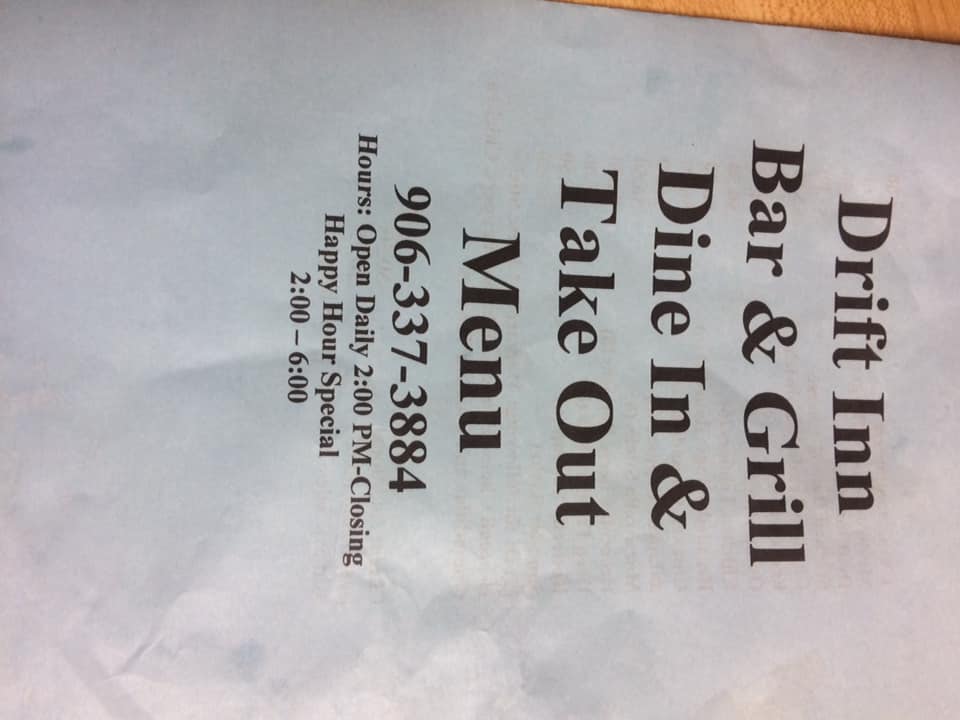 Drift Inn
Bar & Grill
Dine In &
Take Out
Menu
906-337-3884
Hours: Open Daily 2:00 PM-Closing
Happy Hour Special
2:00 – 6:00